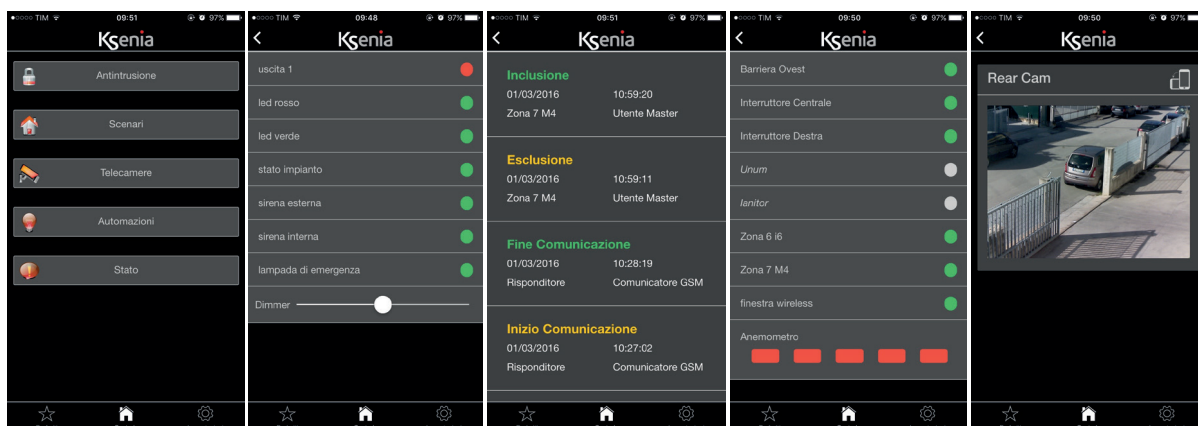 TIM 09:51 97%
Ksenia
Antintrusione
Scenari
Telecamere
Automazioni
Stato
TIM 09:48 97%
Ksenia
uscita 1
led rosso
led verde
stato impianto
sirena esterna
sirena interna
lampada di emergenza
Dimmer
TIM 09:51 97%
Ksenia
Inclusione
01/03/2016 10:59:20
Zona 7 M4 Utente Master
Esclusione
01/03/2016 10:59:11
Zona 7 M4 Utente Master
Fine Comunicazione
01/03/2016 10:28:19
Risponditore Comunicatore GSM
Inizio Comunicazione
01/03/2016 10:27:02
Risponditore Comunicatore GSM
TIM 09:50 97%
Ksenia
Barriera Ovest
Interruttore Centrale
Interruttore Destra
Unum
Ianitor
Zona 6 i6
Zona 7 M4
finestra wireless
Anemometro
TIM 09:50 97%
Ksenia
Rear Cam